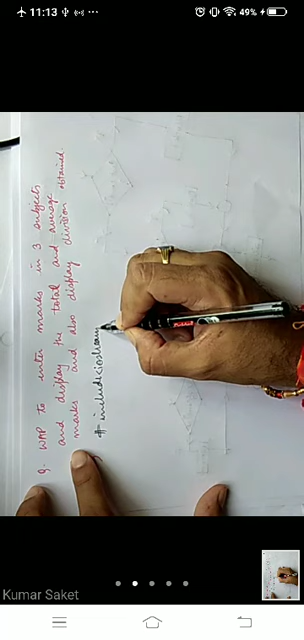 11:13
49%
Q. WAP to enter marks in 3 subjects
and display the total and average
marks and also display division obtained.
#include<iostream
Kumar Saket